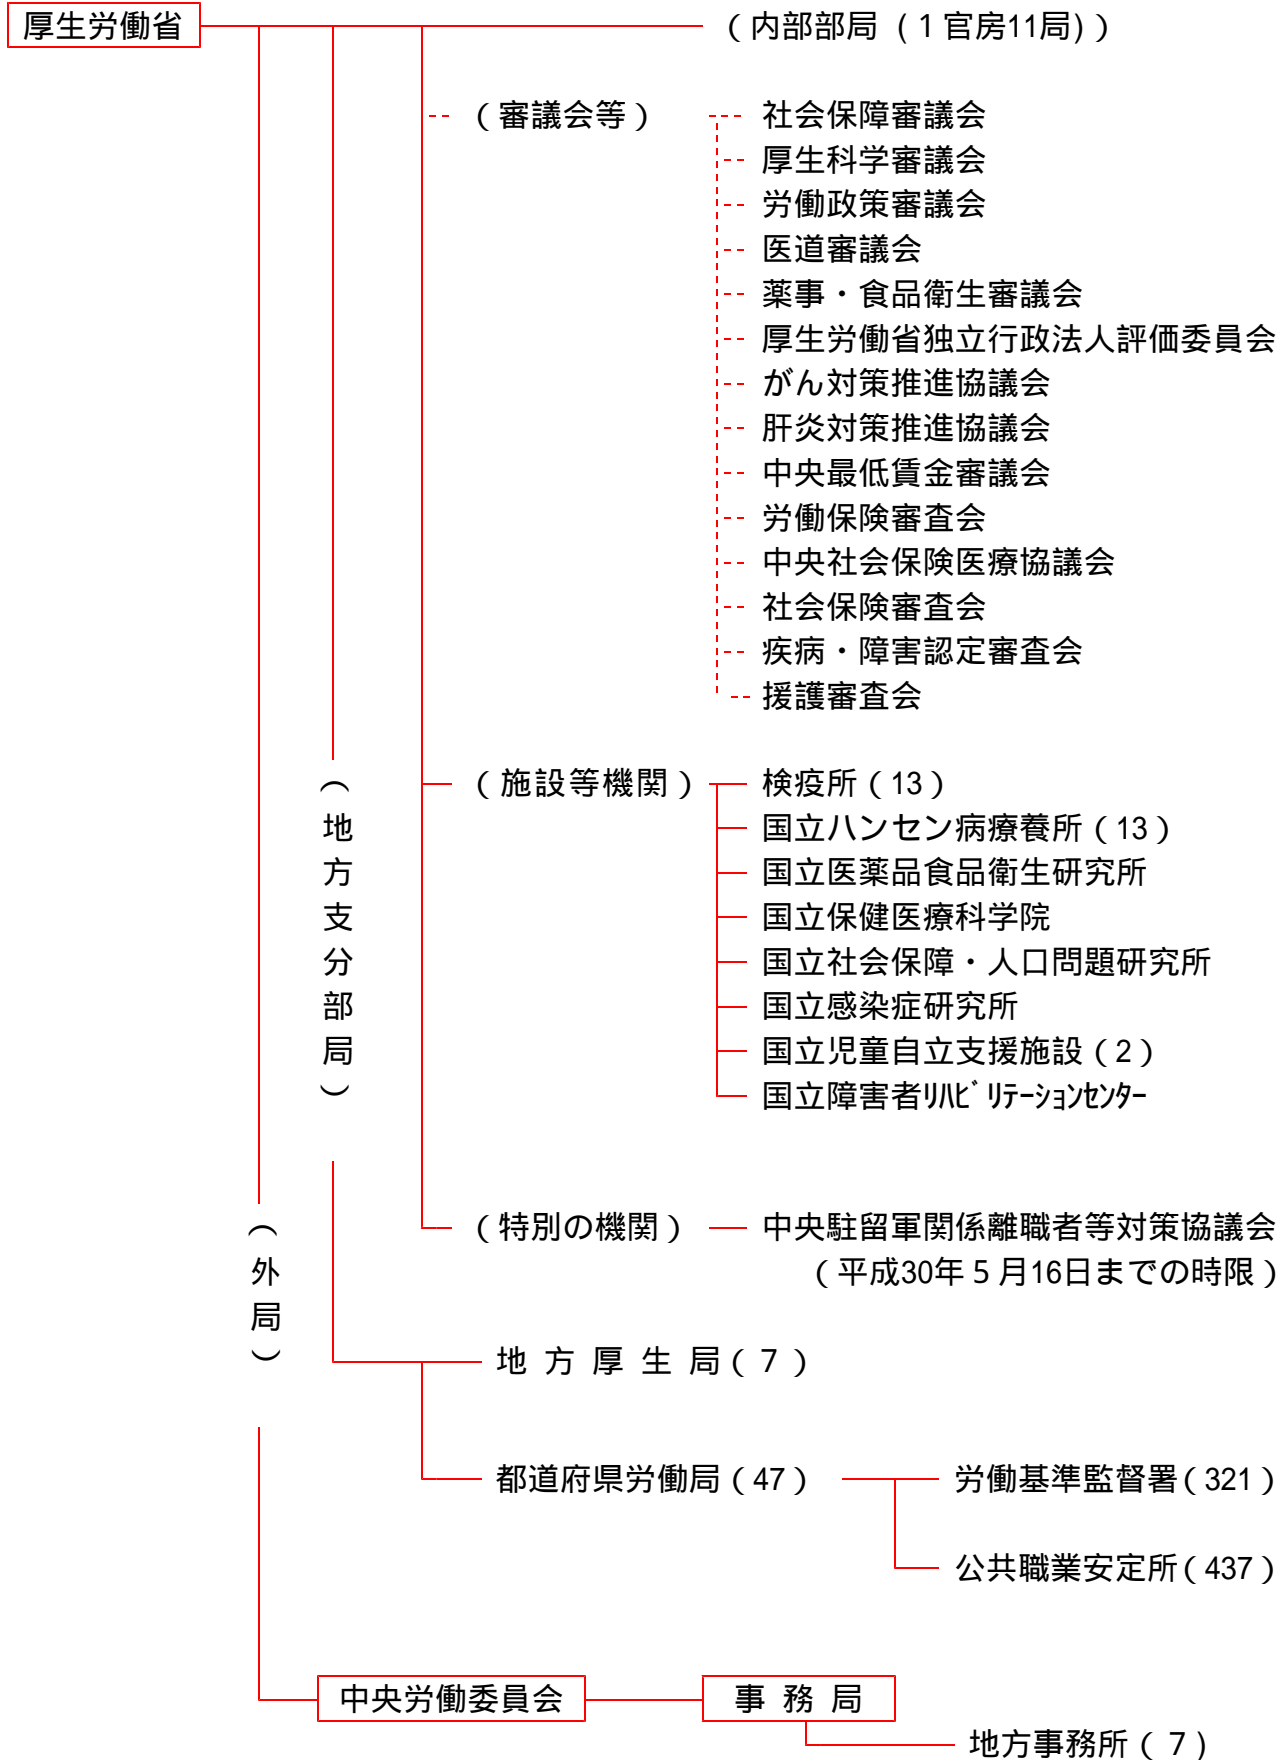 厚生労働省
（内部部局（１官房11局））
（審議会等）
社会保障審議会
厚生科学審議会
労働政策審議会
医道審議会
薬事・食品衛生審議会
厚生労働省独立行政法人評価委員会
がん対策推進協議会
肝炎対策推進協議会
中央最低賃金審議会
労働保険審査会
中央社会保険医療協議会
社会保険審査会
疾病・障害認定審査会
援護審査会
（施設等機関）
検疫所（13）
国立ハンセン病療養所（13）
国立医薬品食品衛生研究所
国立保健医療科学院
国立社会保障・人口問題研究所
国立感染症研究所
国立児童自立支援施設（2）
国立障害者ﾘﾊﾋﾞﾘﾃｰｼｮﾝｾﾝﾀｰ
（特別の機関）
中央駐留軍関係離職者等対策協議会
（平成30年５月16日までの時限）
（地方支分部局）
地方厚生局（７）
都道府県労働局（47）
労働基準監督署（321）
公共職業安定所（437）
（外局）
中央労働委員会
事務局
地方事務所（７）